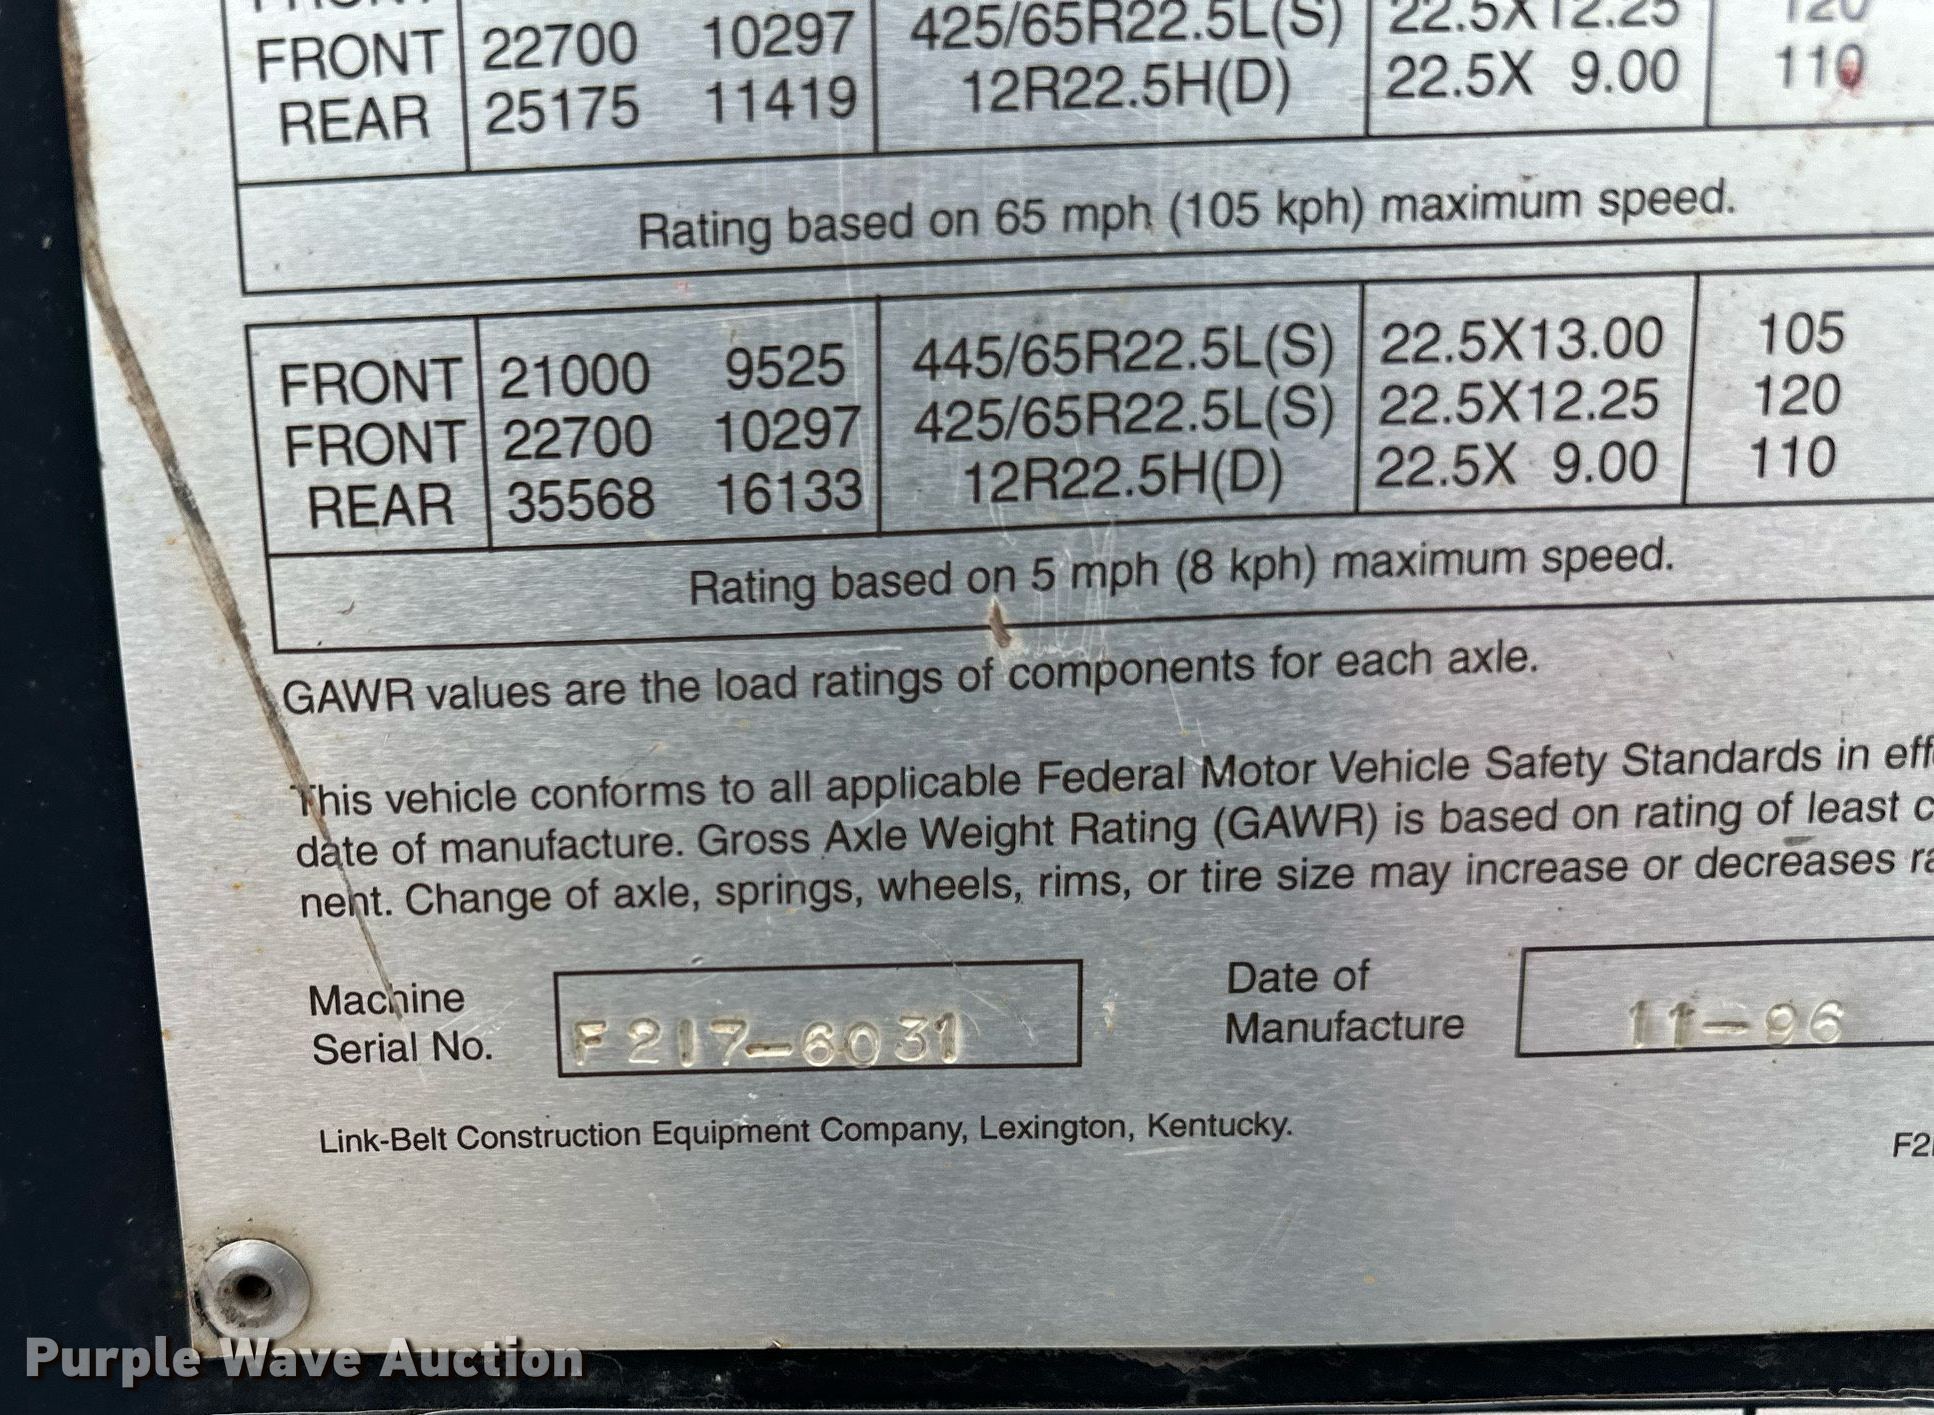 FRONT
FRONT 22700 10297 425/65R22.5L(S) 22.5X12.25 120
REAR 25175 11419 12R22.5H(D) 22.5X 9.00 110
Rating based on 65 mph (105 kph) maximum speed.
FRONT 21000 9525 445/65R22.5L(S) 22.5X13.00 105
FRONT 22700 10297 425/65R22.5L(S) 22.5X12.25 120
REAR 35568 16133 12R22.5H(D) 22.5X 9.00 110
Rating based on 5 mph (8 kph) maximum speed.
GAWR values are the load ratings of components for each axle.
This vehicle conforms to all applicable Federal Motor Vehicle Safety Standards in eff
date of manufacture. Gross Axle Weight Rating (GAWR) is based on rating of least c
nent. Change of axle, springs, wheels, rims, or tire size may increase or decreases ra
Machine
Serial No. F217-6031
Date of
Manufacture 11-96
Link-Belt Construction Equipment Company, Lexington, Kentucky.
F2
Purple Wave Auction